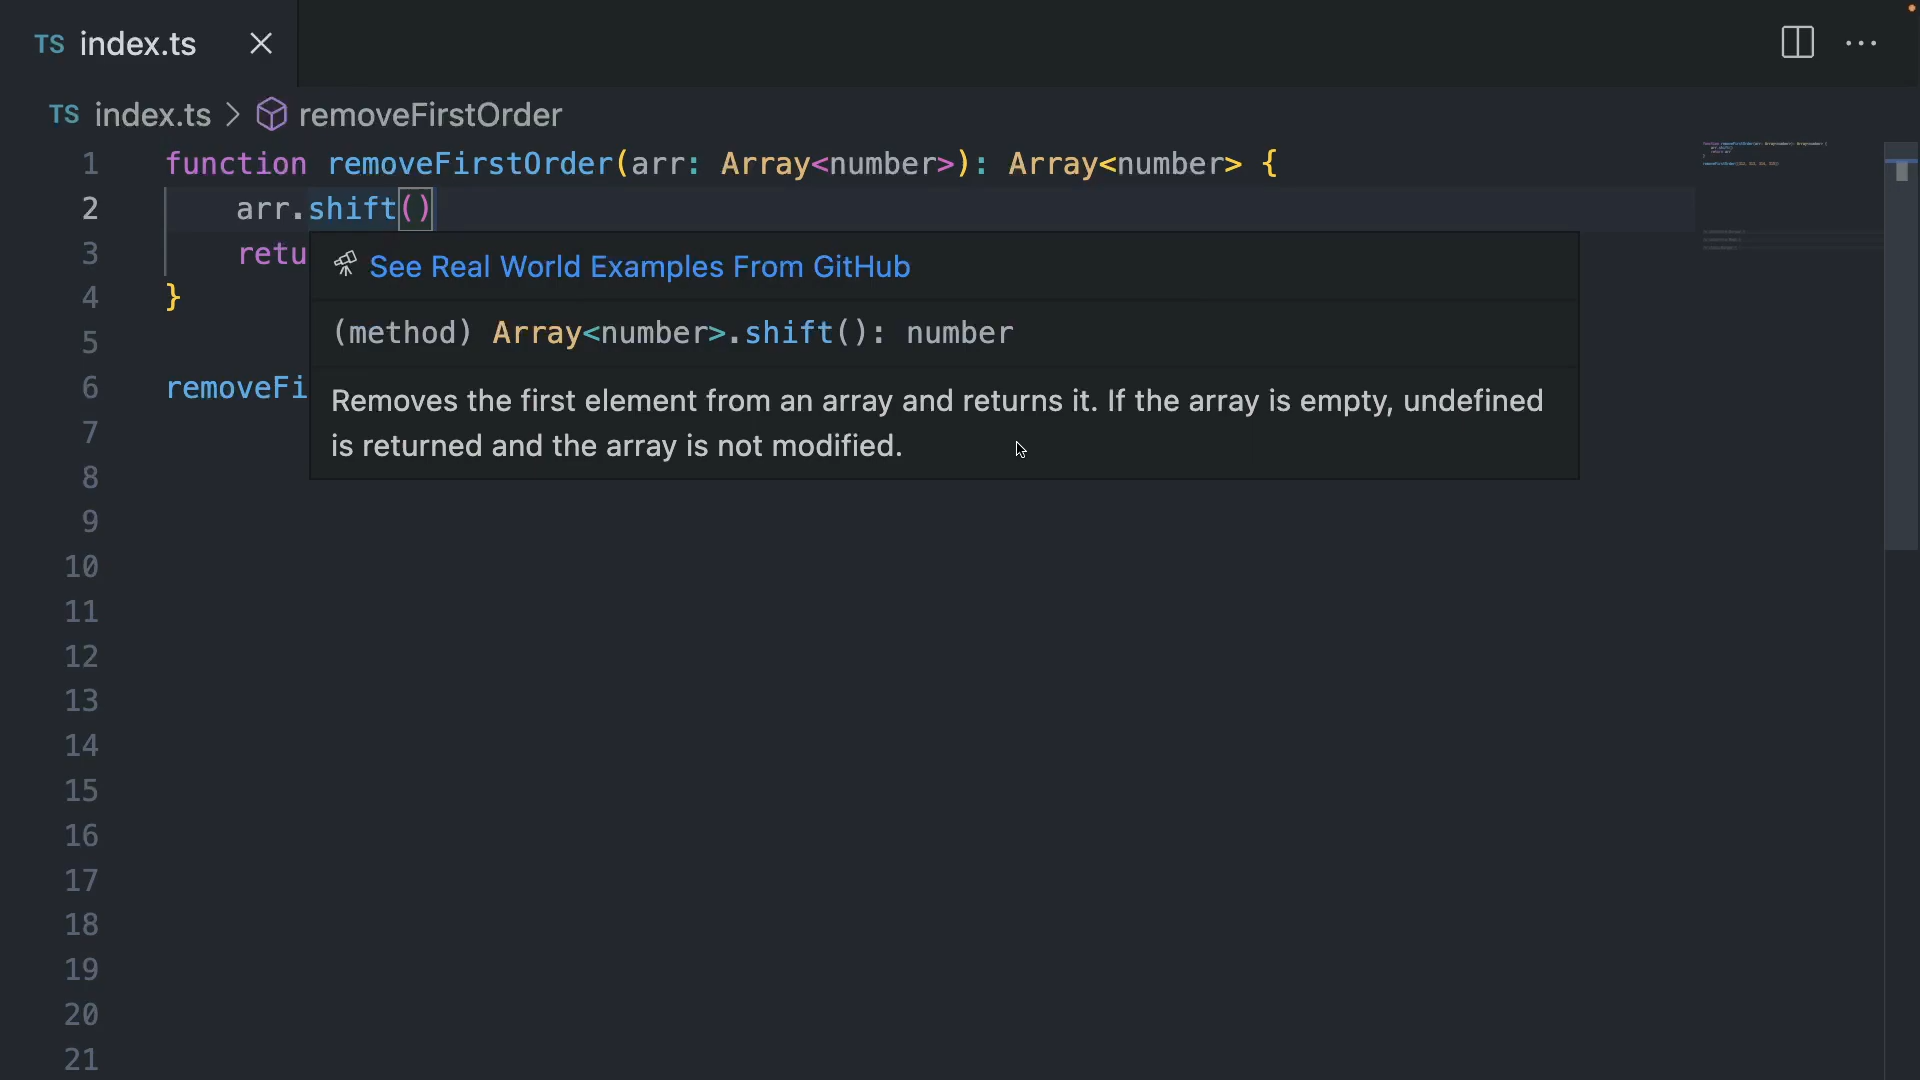 TS index.ts
TS index.ts > removeFirstOrder
1 function removeFirstOrder(arr: Array<number>): Array<number> {
2 arr.shift()
3 retu
See Real World Examples From GitHub
4 }
(method) Array<number>.shift(): number
5
6 removeFi
Removes the first element from an array and returns it. If the array is empty, undefined
7
is returned and the array is not modified.
8
9
10
11
12
13
14
15
16
17
18
19
20
21